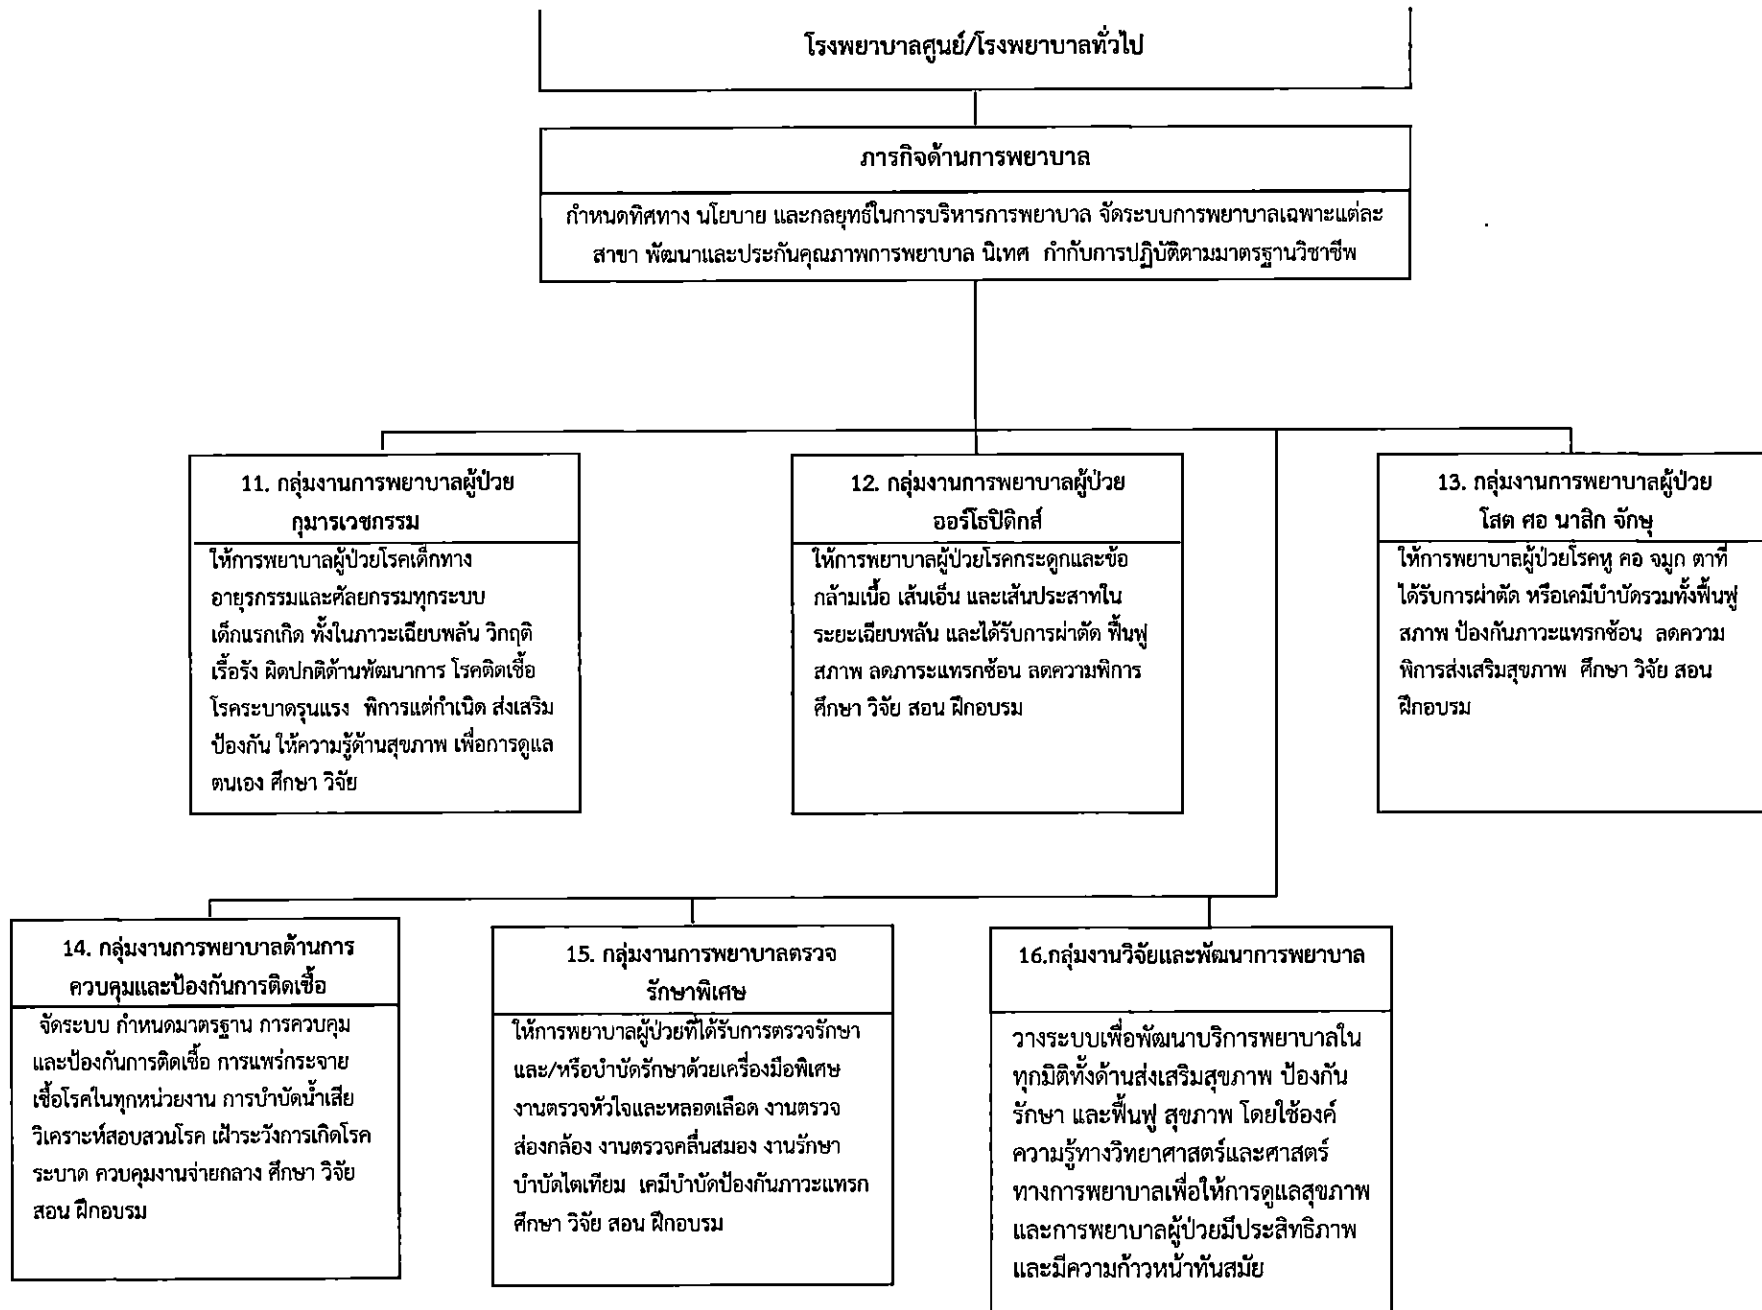 โรงพยาบาลศูนย์/โรงพยาบาลทั่วไป
ภารกิจด้านการพยาบาล
กำหนดทิศทาง นโยบาย และกลยุทธ์ในการบริหารการพยาบาล จัดระบบการพยาบาลเฉพาะแต่ละ
สาขา พัฒนาและประกันคุณภาพการพยาบาล นิเทศ กำกับการปฏิบัติตามมาตรฐานวิชาชีพ
11. กลุ่มงานการพยาบาลผู้ป่วย
กุมารเวชกรรม
ให้การพยาบาลผู้ป่วยโรคเด็กทาง
อายุรกรรมและศัลยกรรมทุกระบบ
เด็กแรกเกิด ทั้งในภาวะเฉียบพลัน วิกฤติ
เรื้อรัง ผิดปกติด้านพัฒนาการ โรคติดเชื้อ
โรคระบาดรุนแรง พิการแต่กำเนิด ส่งเสริม
ป้องกัน ให้ความรู้ด้านสุขภาพ เพื่อการดูแล
ตนเอง ศึกษา วิจัย
12. กลุ่มงานการพยาบาลผู้ป่วย
ออร์โธปิดิกส์
ให้การพยาบาลผู้ป่วยโรคกระดูกและข้อ
กล้ามเนื้อ เส้นเอ็น และเส้นประสาทใน
ระยะเฉียบพลัน และได้รับการผ่าตัด ฟื้นฟู
สภาพ ลดภาระแทรกซ้อน ลดความพิการ
ศึกษา วิจัย สอน ฝึกอบรม
13. กลุ่มงานการพยาบาลผู้ป่วย
โสต ศอ นาสิก จักษุ
ให้การพยาบาลผู้ป่วยโรคหู คอ จมูก ตาที่
ได้รับการผ่าตัด หรือเคมีบำบัดรวมทั้งฟื้นฟู
สภาพ ป้องกันภาวะแทรกซ้อน ลดความ
พิการส่งเสริมสุขภาพ ศึกษา วิจัย สอน
ฝึกอบรม
14. กลุ่มงานการพยาบาลด้านการ
ควบคุมและป้องกันการติดเชื้อ
จัดระบบ กำหนดมาตรฐาน การควบคุม
และป้องกันการติดเชื้อ การแพร่กระจาย
เชื้อโรคในทุกหน่วยงาน การบำบัดน้ำเสีย
วิเคราะห์สอบสวนโรค เฝ้าระวังการเกิดโรค
ระบาด ควบคุมงานจ่ายกลาง ศึกษา วิจัย
สอน ฝึกอบรม
15. กลุ่มงานการพยาบาลตรวจ
รักษาพิเศษ
ให้การพยาบาลผู้ป่วยที่ได้รับการตรวจรักษา
และ/หรือบำบัดรักษาด้วยเครื่องมือพิเศษ
งานตรวจหัวใจและหลอดเลือด งานตรวจ
ส่องกล้อง งานตรวจคลื่นสมอง งานรักษา
บำบัดไตเทียม เคมีบำบัดป้องกันภาวะแทรก
ศึกษา วิจัย สอน ฝึกอบรม
16.กลุ่มงานวิจัยและพัฒนาการพยาบาล
วางระบบเพื่อพัฒนาบริการพยาบาลใน
ทุกมิติทั้งด้านส่งเสริมสุขภาพ ป้องกัน
รักษา และฟื้นฟู สุขภาพ โดยใช้องค์
ความรู้ทางวิทยาศาสตร์และศาสตร์
ทางการพยาบาลเพื่อให้การดูแลสุขภาพ
และการพยาบาลผู้ป่วยมีประสิทธิภาพ
และมีความก้าวหน้าทันสมัย